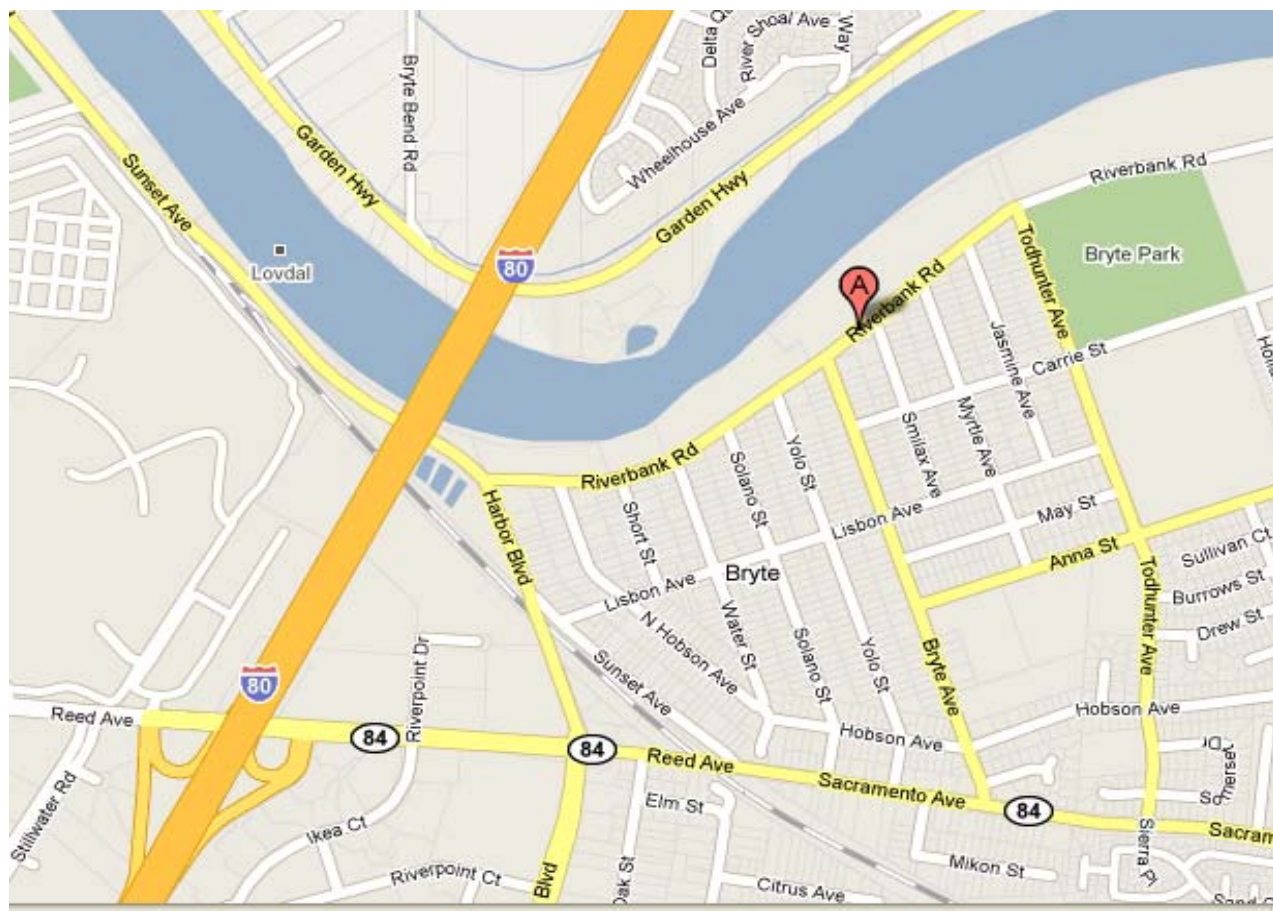 Delta
River Shoal Ave
Way
Bryte Bend Rd
Wheelhouse Ave
Garden Hwy
Garden Hwy
Sunset Ave
Riverbank Rd
Lovdal
80
Todhunter Ave
Bryte Park
A
Riverbank Rd
Jasmine Ave
Carrie St
Myrtle Ave
Smilax Ave
Yolo St
Solano St
Riverbank Rd
Harbor Blvd
Short St
Lisbon Ave
May St
Anna St
Sullivan Ct
Bryte
Lisbon Ave
Burrows St
Water St
N Hobson Ave
Drew St
Todhunter Ave
Solano St
Yolo St
Bryte Ave
Sunset Ave
Riverpoint Dr
80
Reed Ave
84
84
Hobson Ave
Hobson Ave
Reed Ave
Sacramento Ave
84
Somerset Dr
Stillwater Rd
Elm St
Ikea Ct
Sierra Pl
Sacram
Mikon St
Riverpoint Ct
Blvd
Oak St
Citrus Ave